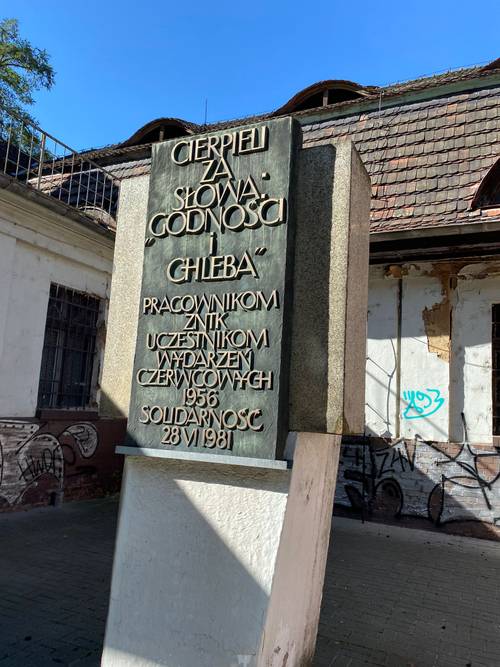 CIERPIELI
ZA
SŁOWA:
"GODNOŚCI
i
CHLEBA"
PRACOWNIKOM
ZNTK
UCZESTNIKOM
WYDARZEŃ
CZERWCOWYCH
1956
SOLIDARNOŚĆ
28 VI 1981